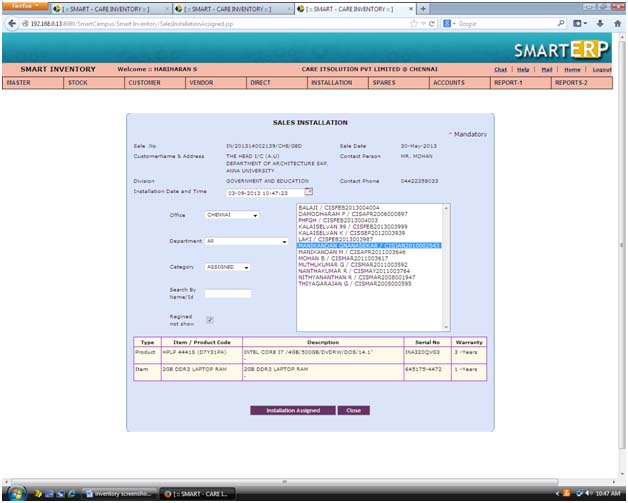 Firefox
[ :: SMART - CARE INVENTORY :: ]
[ :: SMART - CARE INVENTORY :: ]
[ :: SMART - CARE INVENTORY :: ]
192.168.0.13:8089/SmartCampus/Smart Inventory/SalesInstallationAssigned.jsp
Google
SMARTERP
SMART INVENTORY Welcome :: HARIHARAN S CARE ITSOLUTION PVT LIMITED @ CHENNAI Chat | Help | Mail | Home | Logout
MASTER STOCK CUSTOMER VENDOR DIRECT INSTALLATION SPARES ACCOUNTS REPORT-1 REPORTS-2
SALES INSTALLATION
* Mandatory
Sale .No IN/201314002139/CHE/GED Sale Date 30-May-2013
CustomerName & Address THE HEAD I/C (A.U) Contact Person MR. MOHAN
DEPARTMENT OF ARCHITECTURE SAP,
ANNA UNIVERSITY
Division GOVERNMENT AND EDUCATION Contact Phone 04422359033
Installation Date and Time 03-09-2013 10:47:23
Office CHENNAI
Department All
Category ASSIGNED
Search By
Name/Id
Regined
not show
BALAJI / CISFEB2013004004
DAMODHARAM P / CISAPR2006000897
FHFGH / CISFEB2013004003
KALAISELVAN 99 / CISFEB2013003999
KALAISELVAN K / CISSEP2012003939
LAKI / CISFEB2013003987
MANIKANDAN GNANASEKAR / CISJAN2010002543
MANIKANDAN M / CISAPR2011003646
MOHAN B / CISMAR2011003617
MUTHUKUMAR G / CISMAR2011003592
NANTHAKUMAR R / CISMAY2011003764
NITHYANANTHAN R / CISMAR2008001947
THIYAGARAJAN G / CISMAR2005000595
Type Item / Product Code Description Serial No Warranty
Product HPLP 4441S (D7Y31PA) INTEL CORE I7 /4GB/500GB/DVDRW/DOS/14.1" INA320QVG3 3 -Years
-
Item 2GB DDR3 LAPTOP RAM 2GB DDR3 LAPTOP RAM 645175-4472 1 -Years
-
Installation Assigned Close
inventory screensho... [ :: SMART - CARE I... 10:47 AM